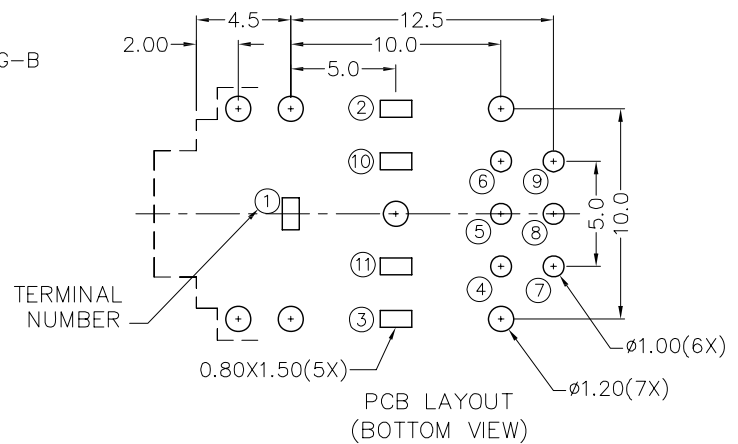 4.5
12.5
2.00
10.0
G-B
5.0
2
10
6
9
1
5
8
5.0
10.0
11
4
7
TERMINAL
NUMBER
3
0.80X1.50(5X)
ø1.00(6X)
ø1.20(7X)
PCB LAYOUT
(BOTTOM VIEW)